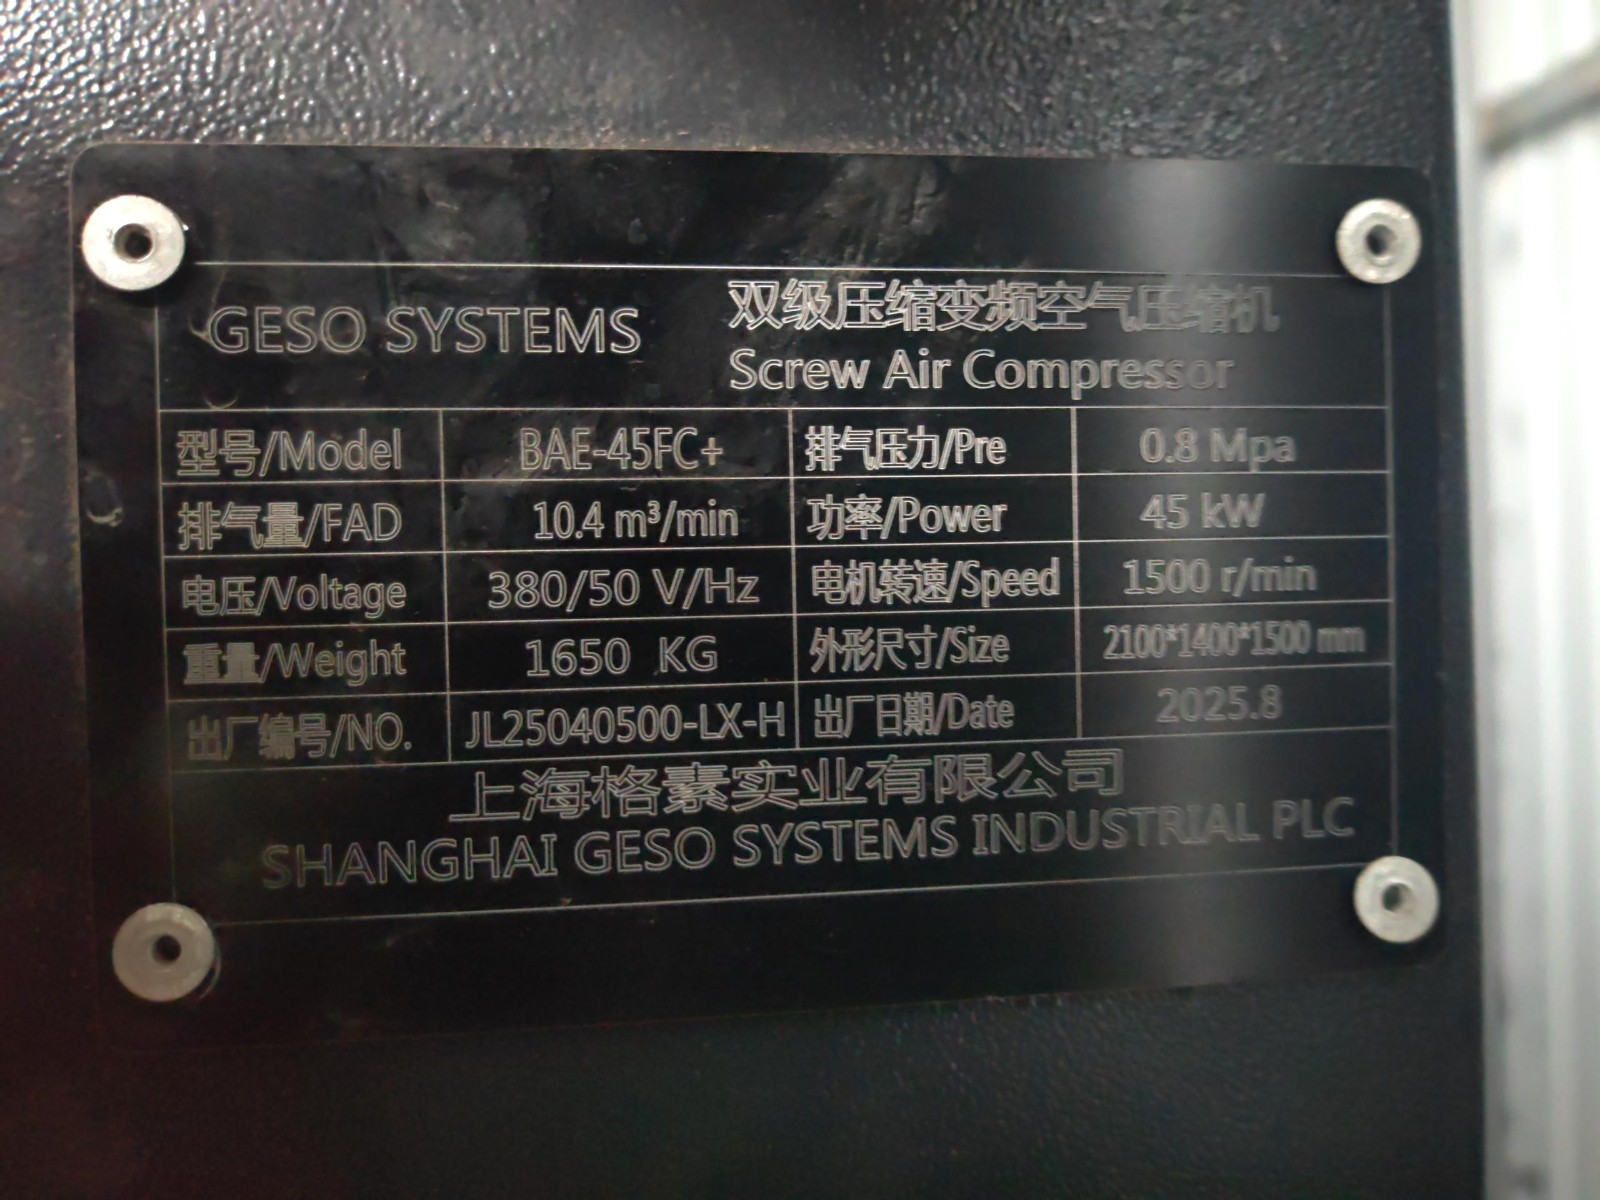 GESO SYSTEMS
双级压缩变频空气压缩机
Screw Air Compressor
型号/Model BAE-45FC+ 排气压力/Pre 0.8 Mpa
排气量/FAD 10.4 m³/min 功率/Power 45 kW
电压/Voltage 380/50 V/Hz 电机转速/Speed 1500 r/min
重量/Weight 1650 KG 外形尺寸/Size 2100*1400*1500 mm
出厂编号/NO. JL25040500-LX-H 出厂日期/Date 2025.8
上海格素实业有限公司
SHANGHAI GESO SYSTEMS INDUSTRIAL PLC